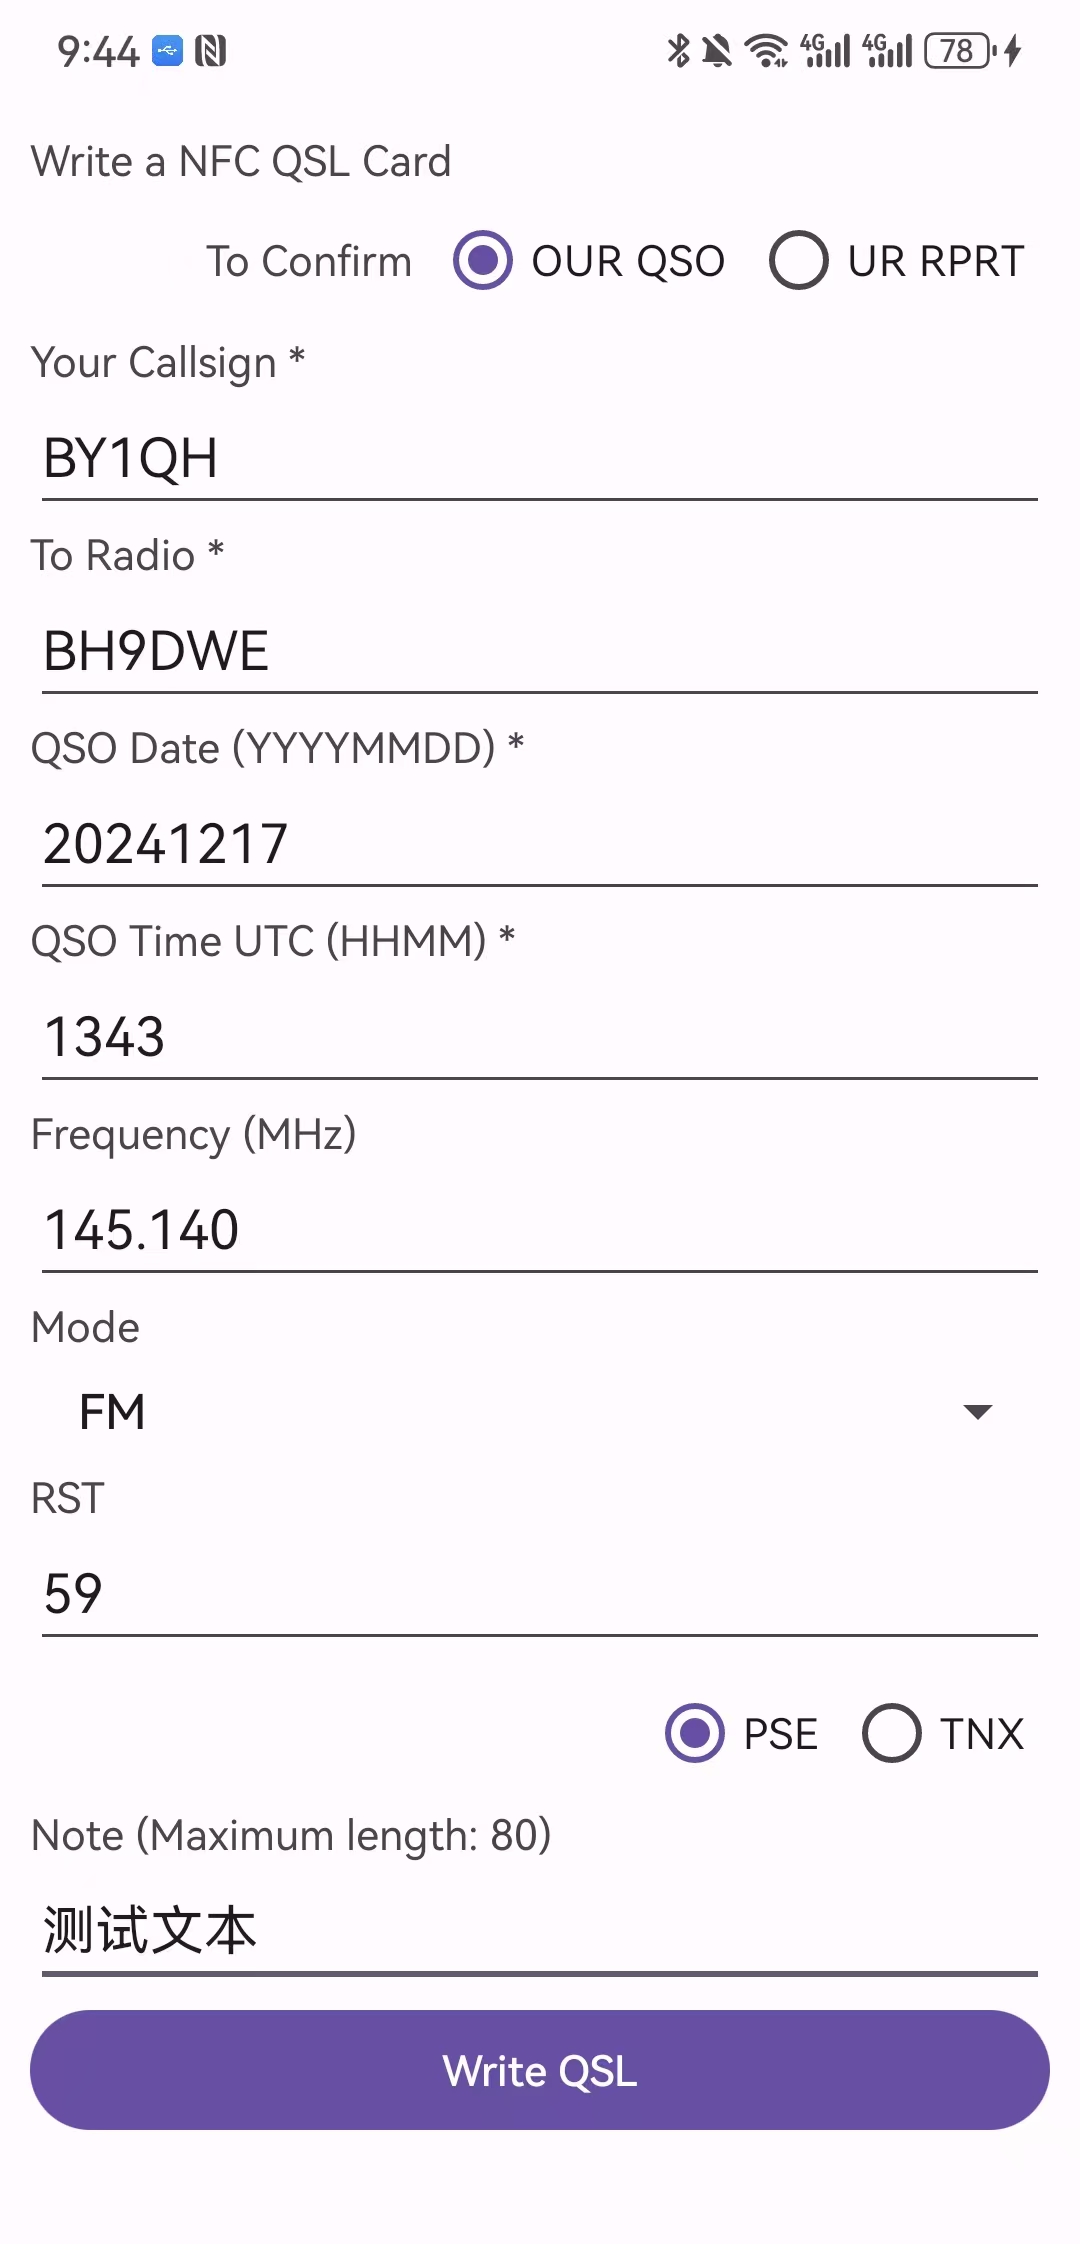 9:44 4G 4G 78
Write a NFC QSL Card
To Confirm OUR QSO UR RPRT
Your Callsign *
BY1QH
To Radio *
BH9DWE
QSO Date (YYYYMMDD) *
20241217
QSO Time UTC (HHMM) *
1343
Frequency (MHz)
145.140
Mode
FM
RST
59
PSE TNX
Note (Maximum length: 80)
测试文本
Write QSL